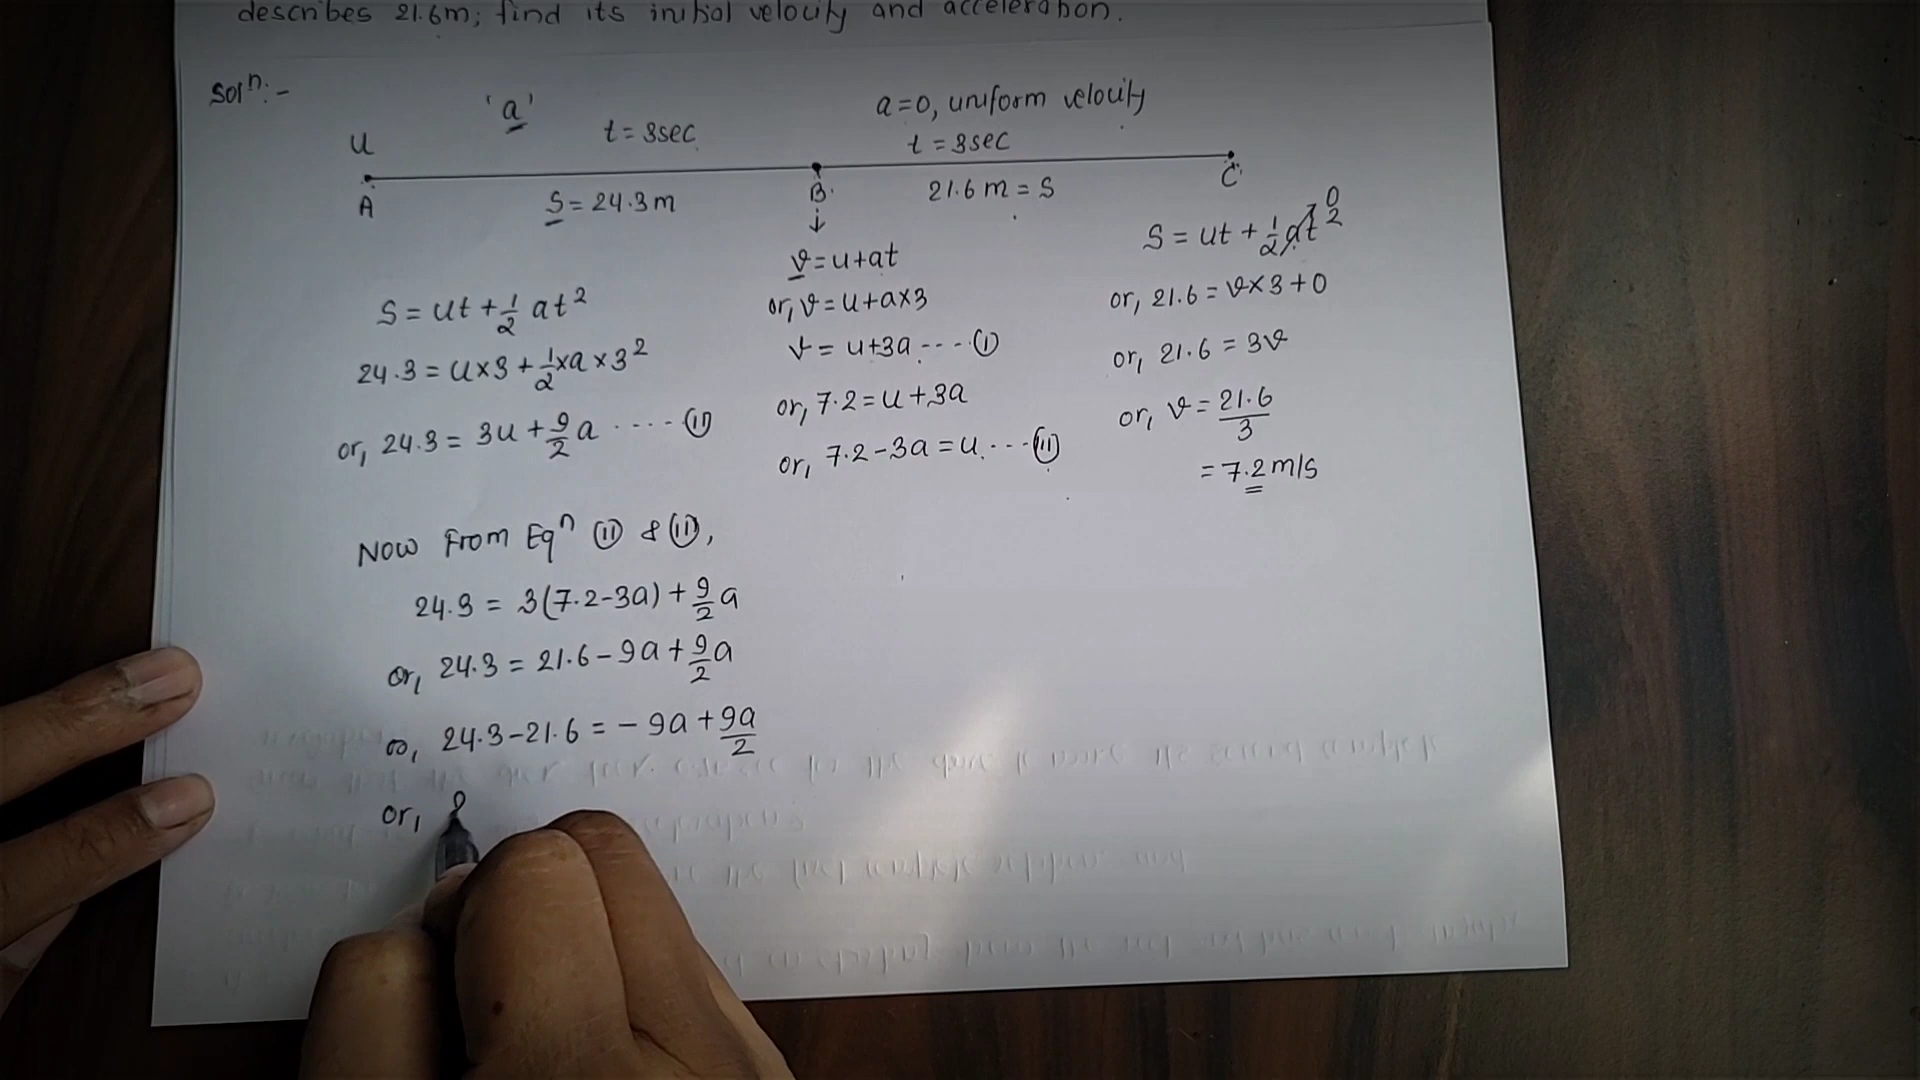 describes 21.6m; find its initial velocity and acceleration.
Solⁿ:-
'a'
a=0, uniform velocity
u
t = 3sec
t = 3sec
A
S = 24.3m
B
21.6 m = S
C
↓
S = ut + 1/2 at² 0
v = u+at
or, v = u+a×3
or, 21.6 = v×3+0
S = ut + 1/2 at²
v = u+3a ---- (i)
or, 21.6 = 3v
24.3 = u×3 + 1/2×a×3²
or, 7.2 = u+3a
or, v = 21.6/3
or, 24.3 = 3u + 9/2 a ..... (ii)
or, 7.2-3a = u ---- (iii)
= 7.2 m/s
Now From Eqⁿ (ii) & (ii),
24.3 = 3(7.2-3a) + 9/2 a
or, 24.3 = 21.6 - 9a + 9/2 a
or, 24.3-21.6 = - 9a + 9a/2
or,